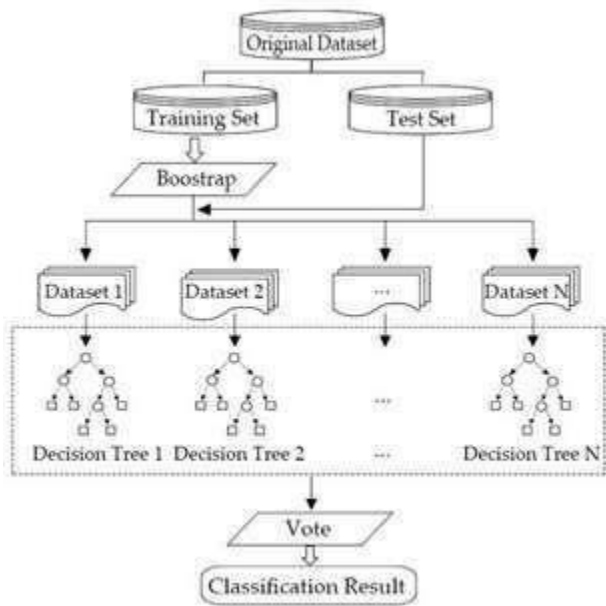 Original Dataset
Training Set
Test Set
Boostrap
Dataset 1
Dataset 2
...
Dataset N
...
Decision Tree 1
Decision Tree 2
...
Decision Tree N
Vote
Classification Result